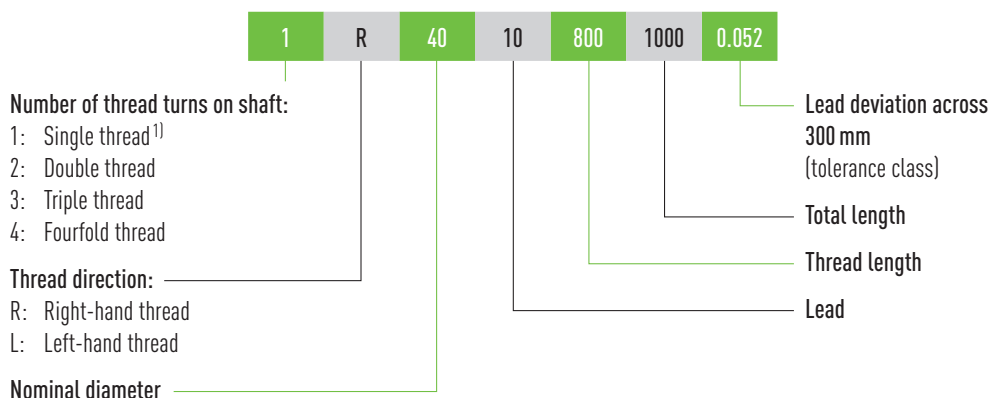 1 R 40 10 800 1000 0.052
Number of thread turns on shaft:
1: Single thread 1)
2: Double thread
3: Triple thread
4: Fourfold thread
Thread direction:
R: Right-hand thread
L: Left-hand thread
Nominal diameter
Lead deviation across
300 mm
(tolerance class)
Total length
Thread length
Lead